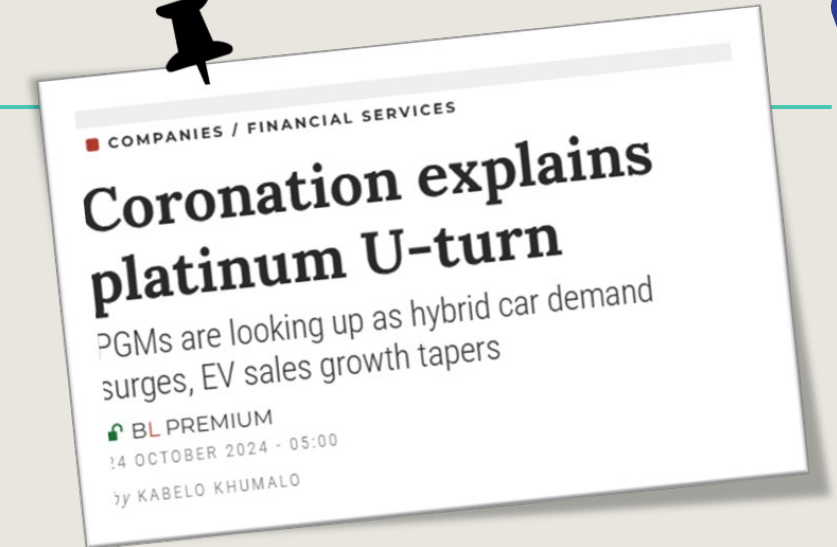 COMPANIES / FINANCIAL SERVICES
Coronation explains
platinum U-turn
PGMs are looking up as hybrid car demand
surges, EV sales growth tapers
BL PREMIUM
24 OCTOBER 2024 - 05:00
by KABELO KHUMALO